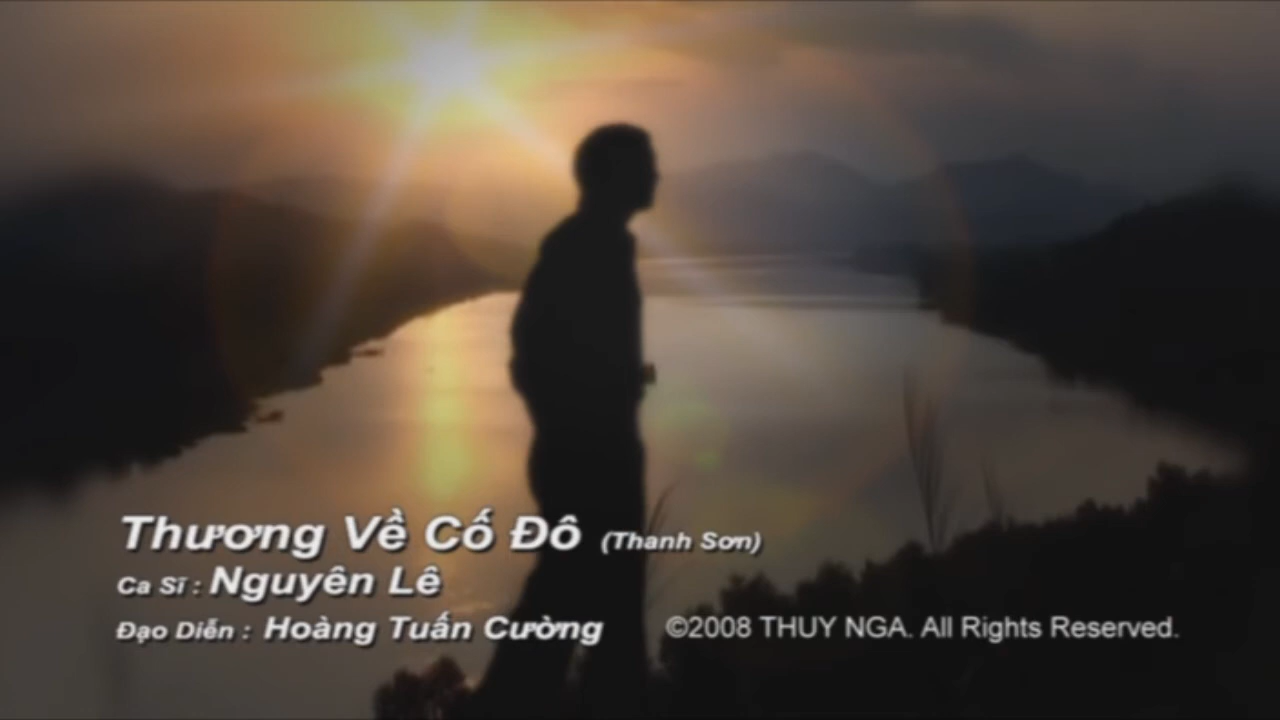 Thương Về Cố Đô (Thanh Sơn)
Ca Sĩ : Nguyên Lê
Đạo Diễn : Hoàng Tuấn Cường
©2008 THUY NGA. All Rights Reserved.